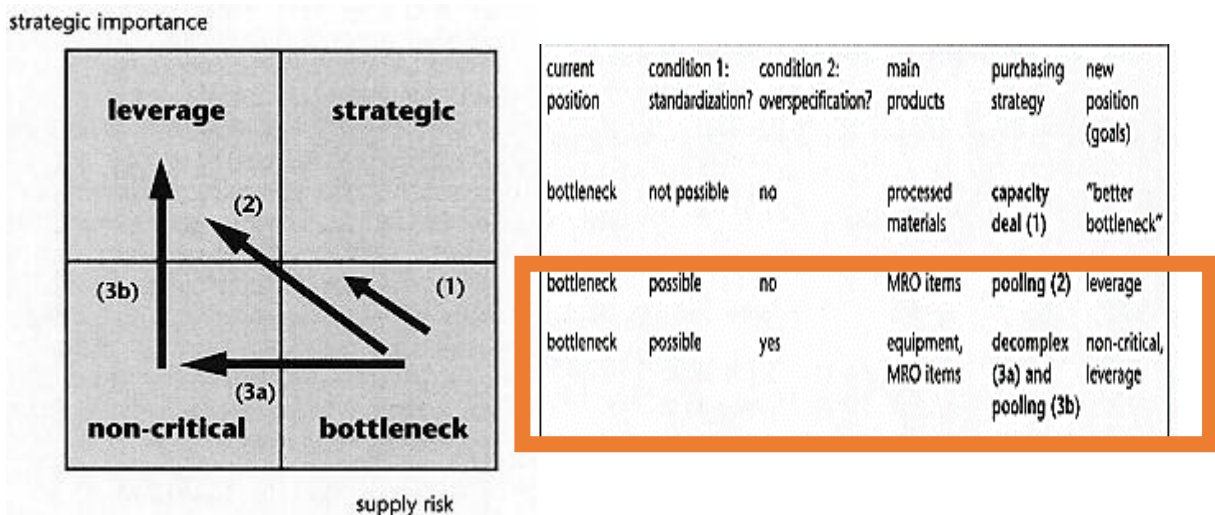 strategic importance
leverage
strategic
(2)
(3b)
(1)
(3a)
non-critical
bottleneck
supply risk
current condition 1: condition 2: main purchasing new
position standardization? overspecification? products strategy position
(goals)
bottleneck not possible no processed capacity "better
materials deal (1) bottleneck"
bottleneck possible no MRO items pooling (2) leverage
bottleneck possible yes equipment, decomplex non-critical,
MRO items (3a) and leverage
pooling (3b)